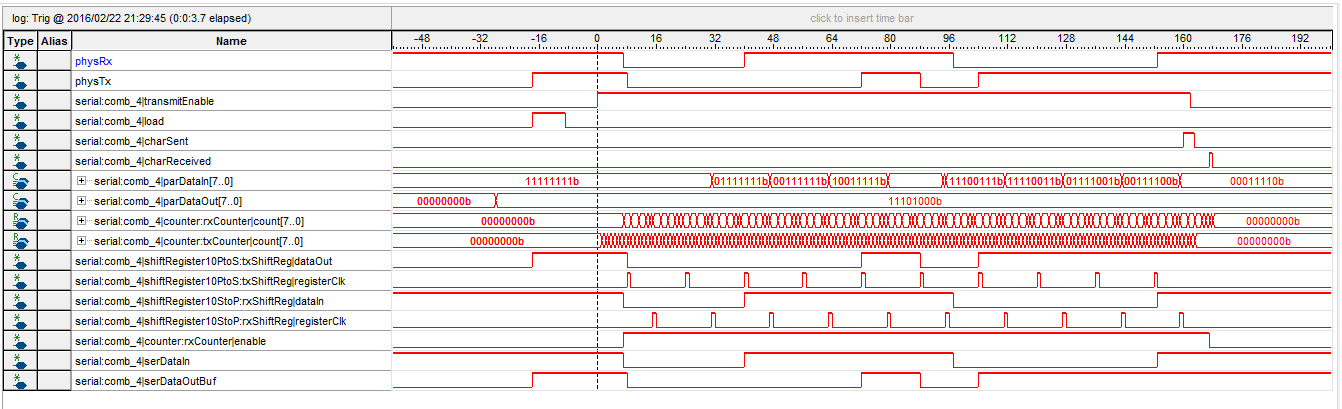 log: Trig @ 2016/02/22 21:29:45 (0:0:3.7 elapsed) click to insert time bar
Type Alias Name -48 -32 -16 0 16 32 48 64 80 96 112 128 144 160 176 192
physRx
physTx
serial:comb_4|transmitEnable
serial:comb_4|load
serial:comb_4|charSent
serial:comb_4|charReceived
serial:comb_4|parDataIn[7..0] 11111111b 01111111b 00111111b 10011111b 11100111b 11110011b 01111001b 00111100b 00011110b
serial:comb_4|parDataOut[7..0] 00000000b 11101000b
serial:comb_4|counter:rxCounter|count[7..0] 00000000b 00000000b
serial:comb_4|counter:txCounter|count[7..0] 00000000b 00000000b
serial:comb_4|shiftRegister10PtoS:txShiftReg|dataOut
serial:comb_4|shiftRegister10PtoS:txShiftReg|registerClk
serial:comb_4|shiftRegister10StoP:rxShiftReg|dataIn
serial:comb_4|shiftRegister10StoP:rxShiftReg|registerClk
serial:comb_4|counter:rxCounter|enable
serial:comb_4|serDataIn
serial:comb_4|serDataOutBuf